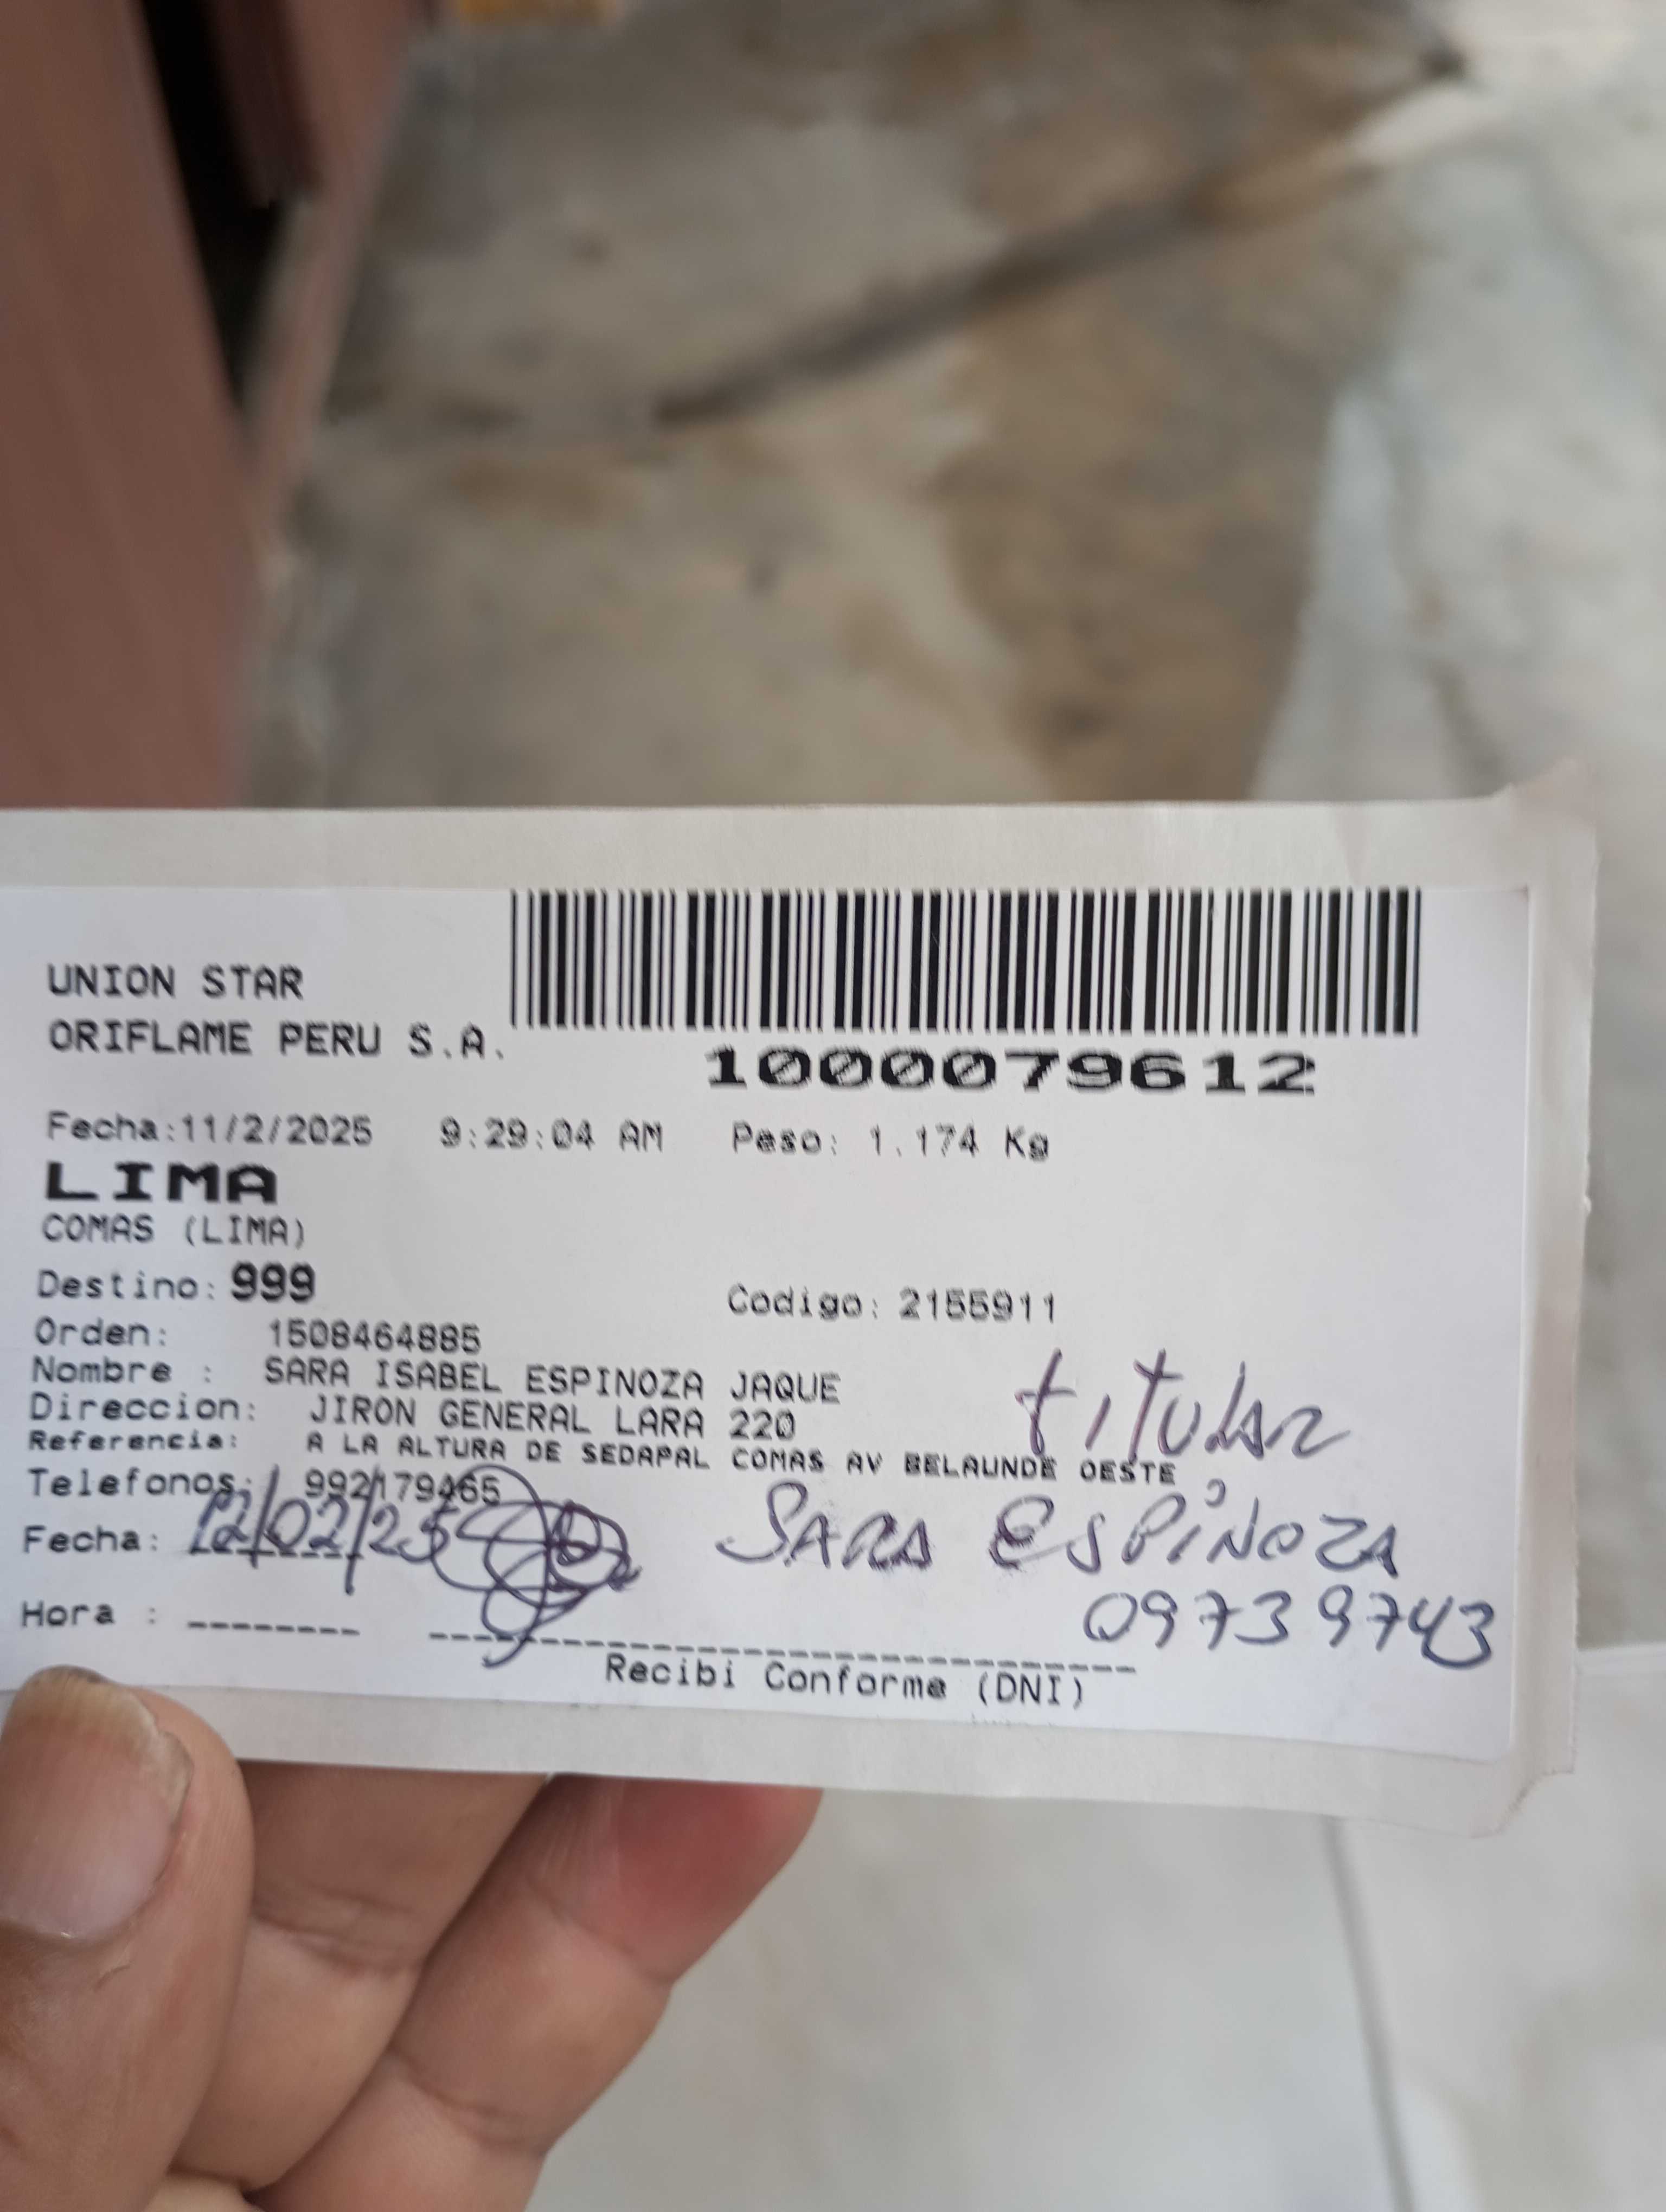 UNION STAR
ORIFLAME PERU S.A.
1000079612
Fecha:11/2/2025 9:29:04 AM Peso: 1.174 Kg
LIMA
COMAS (LIMA)
Destino: 999 Codigo: 2155911
Orden: 1508464885
Nombre : SARA ISABEL ESPINOZA JAQUE
Direccion: JIRON GENERAL LARA 220
titular
Referencia: A LA ALTURA DE SEDAPAL COMAS AV BELAUNDE OESTE
Telefonos: 992179465
Fecha: 12/02/25 SARA ESPINOZA
09739743
Hora : --------
Recibi Conforme (DNI)